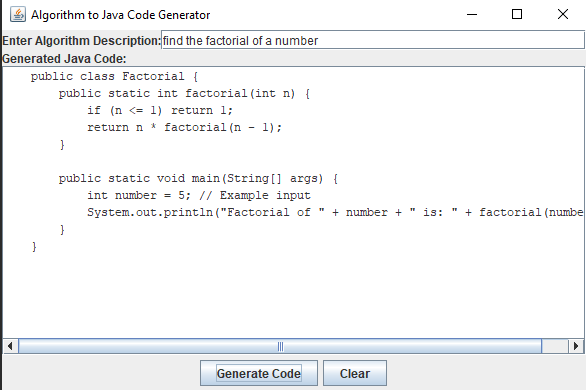 Algorithm to Java Code Generator
Enter Algorithm Description: find the factorial of a number
Generated Java Code:
public class Factorial {
    public static int factorial(int n) {
        if (n <= 1) return 1;
        return n * factorial(n - 1);
    }

    public static void main(String[] args) {
        int number = 5; // Example input
        System.out.println("Factorial of " + number + " is: " + factorial(numbe
    }
}
Generate Code Clear